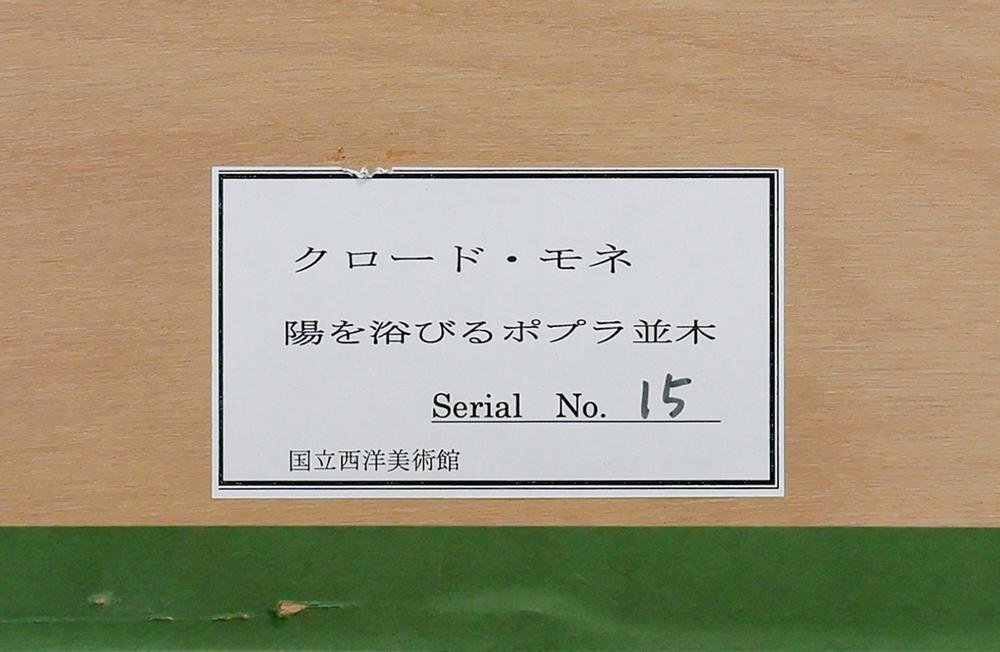 クロード・モネ
陽を浴びるポプラ並木
Serial No. 15
国立西洋美術館